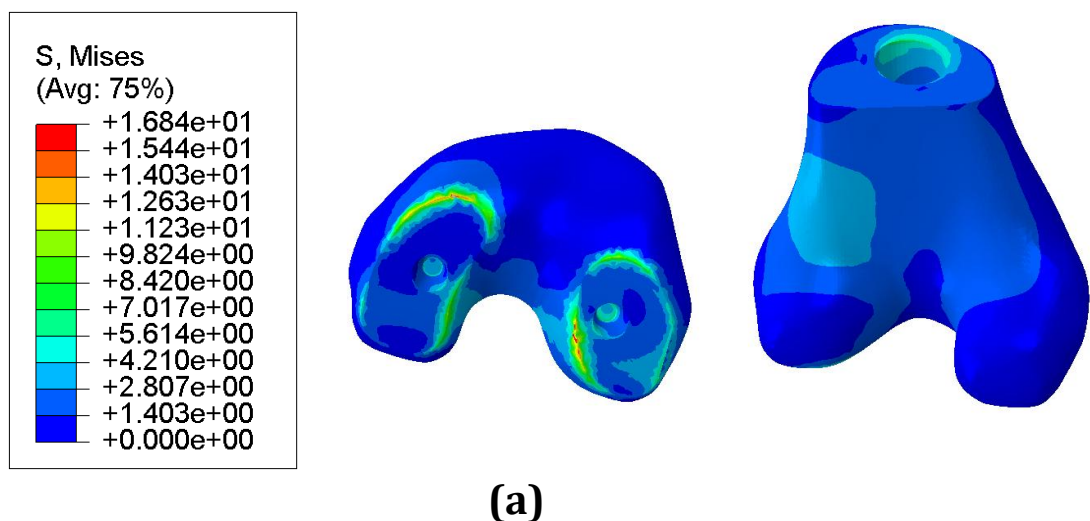 S, Mises
(Avg: 75%)
+1.684e+01
+1.544e+01
+1.403e+01
+1.263e+01
+1.123e+01
+9.824e+00
+8.420e+00
+7.017e+00
+5.614e+00
+4.210e+00
+2.807e+00
+1.403e+00
+0.000e+00
(a)